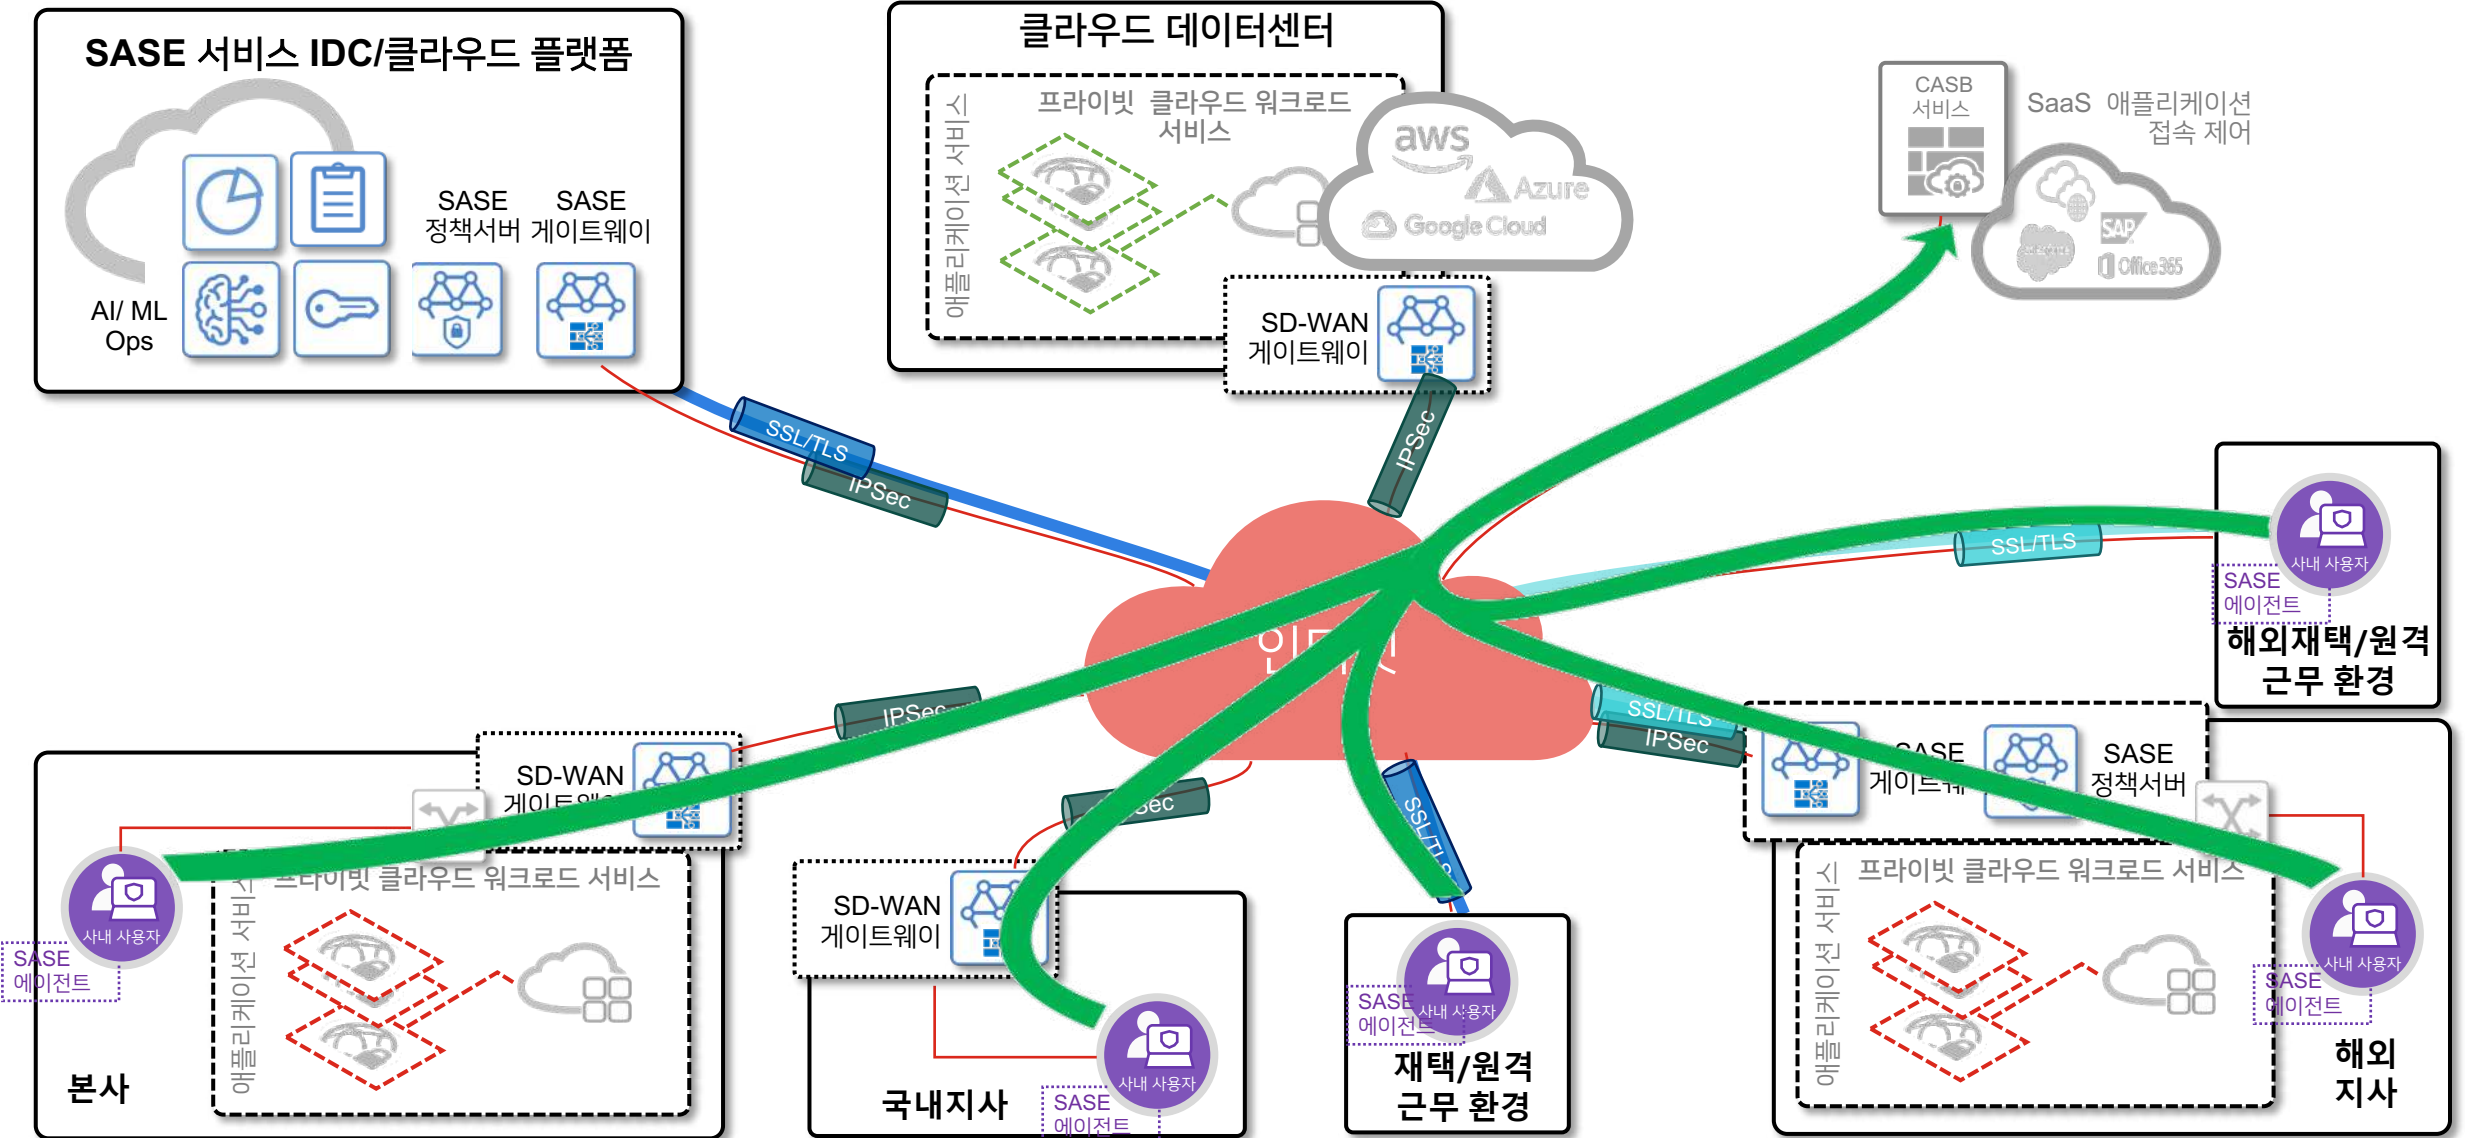 SASE 서비스 IDC/클라우드 플랫폼
SASE
정책서버
SASE
게이트웨이
AI/ ML
Ops
클라우드 데이터센터
애플리케이션 서비스
프라이빗 클라우드 워크로드
서비스
aws
Azure
Google Cloud
SD-WAN
게이트웨이
CASB
서비스
SaaS 애플리케이션
접속 제어
SAP
Office 365
SSL/TLS
IPSec
IPSec
SSL/TLS
사내 사용자
SASE
에이전트
해외재택/원격
근무 환경
IPSec
SSL/TLS
IPSec
SSL/TLS
SD-WAN
사내 사용자
SASE
에이전트
애플리케이션 서비스
프라이빗 클라우드 워크로드 서비스
본사
SD-WAN
게이트웨이
사내 사용자
SASE
에이전트
국내지사
사내 사용자
SASE
에이전트
재택/원격
근무 환경
SASE
SASE
정책서버
애플리케이션 서비스
프라이빗 클라우드 워크로드 서비스
사내 사용자
SASE
에이전트
해외
지사